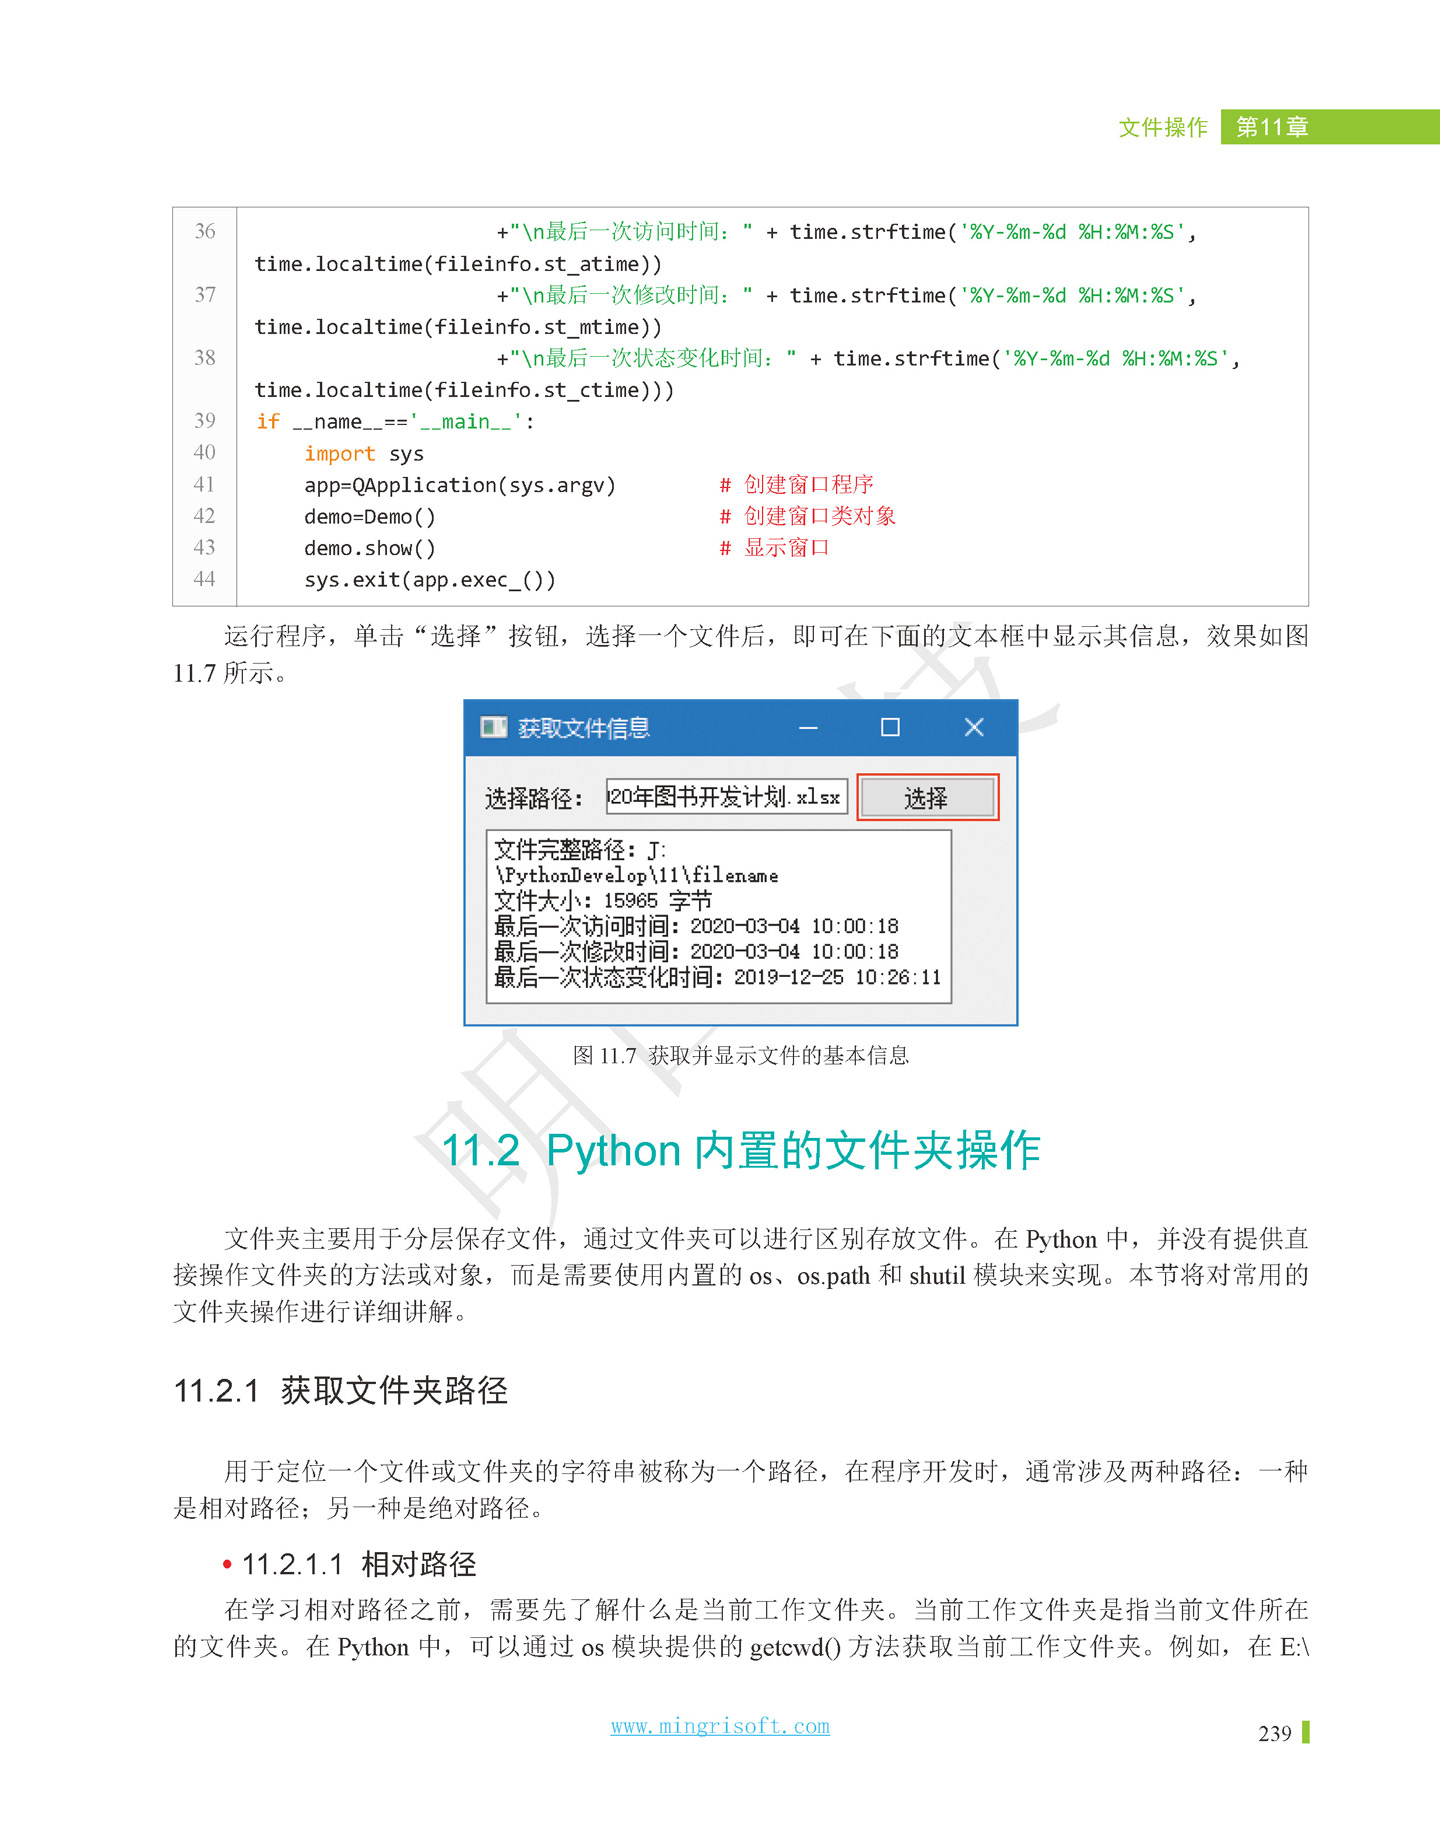 文件操作 第11章
36 +"\n最后一次访问时间：" + time.strftime('%Y-%m-%d %H:%M:%S',
time.localtime(fileinfo.st_atime))
37 +"\n最后一次修改时间：" + time.strftime('%Y-%m-%d %H:%M:%S',
time.localtime(fileinfo.st_mtime))
38 +"\n最后一次状态变化时间：" + time.strftime('%Y-%m-%d %H:%M:%S',
time.localtime(fileinfo.st_ctime)))
39 if __name__=='__main__':
40 import sys
41 app=QApplication(sys.argv) # 创建窗口程序
42 demo=Demo() # 创建窗口类对象
43 demo.show() # 显示窗口
44 sys.exit(app.exec_())
运行程序，单击“选择”按钮，选择一个文件后，即可在下面的文本框中显示其信息，效果如图
11.7 所示。
获取文件信息
选择路径： 020年图书开发计划.xlsx 选择
文件完整路径：J:
\PythonDevelop\11\filename
文件大小：15965 字节
最后一次访问时间：2020-03-04 10:00:18
最后一次修改时间：2020-03-04 10:00:18
最后一次状态变化时间：2019-12-25 10:26:11
图 11.7 获取并显示文件的基本信息
11.2 Python 内置的文件夹操作
文件夹主要用于分层保存文件，通过文件夹可以进行区别存放文件。在 Python 中，并没有提供直
接操作文件夹的方法或对象，而是需要使用内置的 os、os.path 和 shutil 模块来实现。本节将对常用的
文件夹操作进行详细讲解。
11.2.1 获取文件夹路径
用于定位一个文件或文件夹的字符串被称为一个路径，在程序开发时，通常涉及两种路径：一种
是相对路径；另一种是绝对路径。
• 11.2.1.1 相对路径
在学习相对路径之前，需要先了解什么是当前工作文件夹。当前工作文件夹是指当前文件所在
的文件夹。在 Python 中，可以通过 os 模块提供的 getcwd() 方法获取当前工作文件夹。例如，在 E:\
www.mingrisoft.com
239